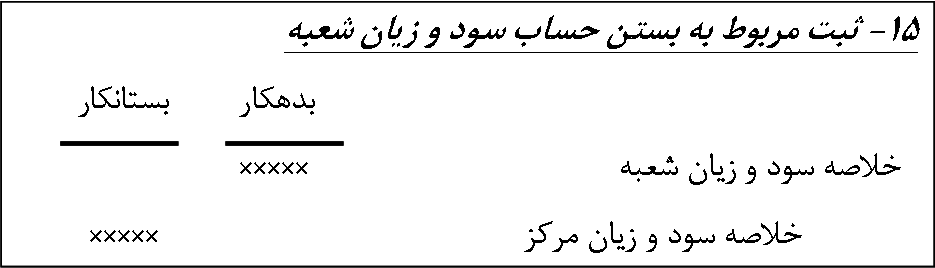 ۱۵- ثبت مربوط به بستن حساب سود و زیان شعبه
بدهکار بستانکار
خلاصه سود و زیان شعبه ×××××
خلاصه سود و زیان مرکز ×××××